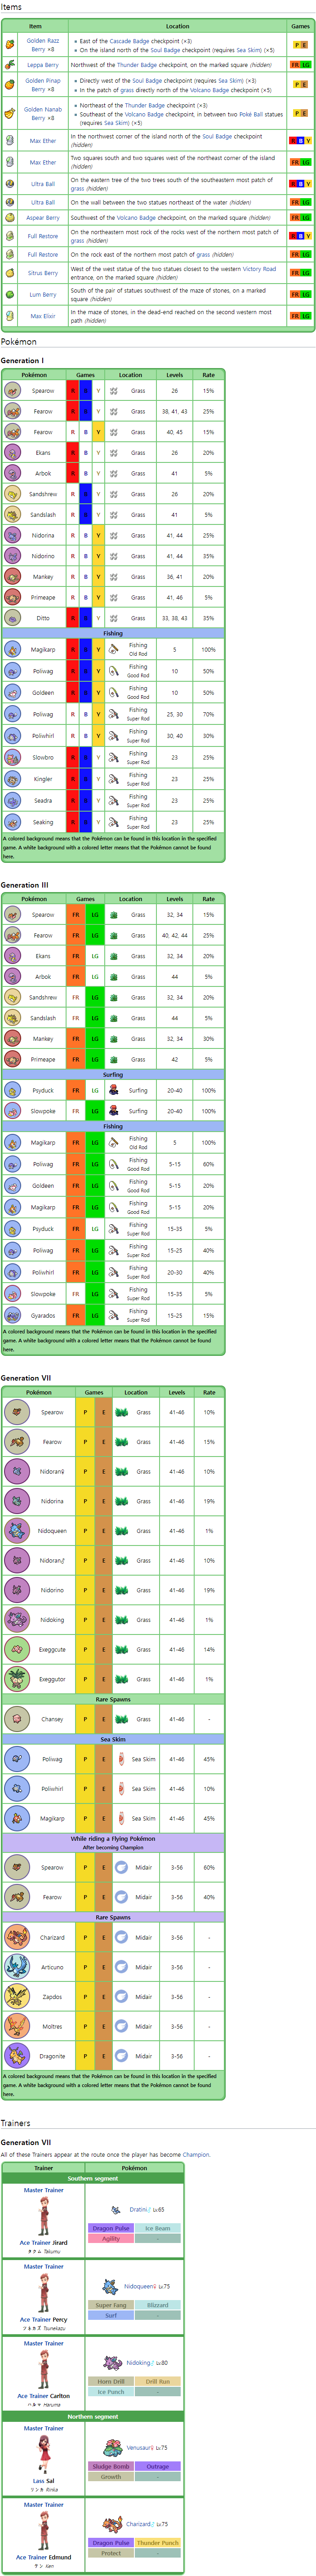 Items
Item Location Games
Golden Razz Berry ×8
East of the Cascade Badge checkpoint (×3)
On the island north of the Soul Badge checkpoint (requires Sea Skim) (×5)
P E
Leppa Berry Northwest of the Thunder Badge checkpoint, on the marked square (hidden) FR LG
Golden Pinap Berry ×8
Directly west of the Soul Badge checkpoint (requires Sea Skim) (×3)
In the patch of grass directly north of the Volcano Badge checkpoint (×5)
P E
Golden Nanab Berry ×8
Northeast of the Thunder Badge checkpoint (×3)
Southeast of the Volcano Badge checkpoint, in between two Poké Ball statues
(requires Sea Skim) (×5)
P E
Max Ether
In the northwest corner of the island north of the Soul Badge checkpoint
(hidden)
R B Y
Max Ether
Two squares south and two squares west of the northeast corner of the island
(hidden)
FR LG
Ultra Ball
On the eastern tree of the two trees south of the southeastern most patch of
grass (hidden)
R B Y
Ultra Ball On the wall between the two statues northeast of the water (hidden) FR LG
Aspear Berry Southwest of the Volcano Badge checkpoint, on the marked square (hidden) FR LG
Full Restore
On the northeastern most rock of the rocks west of the northern most patch of
grass (hidden)
R B Y
Full Restore On the rock east of the northern most patch of grass (hidden) FR LG
Sitrus Berry
West of the west statue of the two statues closest to the western Victory Road
entrance, on the marked square (hidden)
FR LG
Lum Berry
South of the pair of statues southwest of the maze of stones, on a marked
square (hidden)
FR LG
Max Elixir
In the maze of stones, in the dead-end reached on the second western most
path (hidden)
FR LG
Pokémon
Generation I
Pokémon Games Location Levels Rate
Spearow R B Y Grass 26 15%
Fearow R B Y Grass 38, 41, 43 25%
Fearow R B Y Grass 40, 45 15%
Ekans R B Y Grass 26 20%
Arbok R B Y Grass 41 5%
Sandshrew R B Y Grass 26 20%
Sandslash R B Y Grass 41 5%
Nidorina R B Y Grass 41, 44 25%
Nidorino R B Y Grass 41, 44 35%
Mankey R B Y Grass 36, 41 20%
Primeape R B Y Grass 41, 46 5%
Ditto R B Y Grass 33, 38, 43 35%
Fishing
Magikarp R B Y Fishing Old Rod 5 100%
Poliwag R B Y Fishing Good Rod 10 50%
Goldeen R B Y Fishing Good Rod 10 50%
Poliwag R B Y Fishing Super Rod 25, 30 70%
Poliwhirl R B Y Fishing Super Rod 30, 40 30%
Slowbro R B Y Fishing Super Rod 23 25%
Kingler R B Y Fishing Super Rod 23 25%
Seadra R B Y Fishing Super Rod 23 25%
Seaking R B Y Fishing Super Rod 23 25%
A colored background means that the Pokémon can be found in this location in the specified
game. A white background with a colored letter means that the Pokémon cannot be found
here.
Generation III
Pokémon Games Location Levels Rate
Spearow FR LG Grass 32, 34 15%
Fearow FR LG Grass 40, 42, 44 25%
Ekans FR LG Grass 32, 34 20%
Arbok FR LG Grass 44 5%
Sandshrew FR LG Grass 32, 34 20%
Sandslash FR LG Grass 44 5%
Mankey FR LG Grass 32, 34 30%
Primeape FR LG Grass 42 5%
Surfing
Psyduck FR LG Surfing 20-40 100%
Slowpoke FR LG Surfing 20-40 100%
Fishing
Magikarp FR LG Fishing Old Rod 5 100%
Poliwag FR LG Fishing Good Rod 5-15 60%
Goldeen FR LG Fishing Good Rod 5-15 20%
Magikarp FR LG Fishing Good Rod 5-15 20%
Psyduck FR LG Fishing Super Rod 15-35 5%
Poliwag FR LG Fishing Super Rod 15-25 40%
Poliwhirl FR LG Fishing Super Rod 20-30 40%
Slowpoke FR LG Fishing Super Rod 15-35 5%
Gyarados FR LG Fishing Super Rod 15-25 15%
A colored background means that the Pokémon can be found in this location in the specified
game. A white background with a colored letter means that the Pokémon cannot be found
here.
Generation VII
Pokémon Games Location Levels Rate
Spearow P E Grass 41-46 10%
Fearow P E Grass 41-46 15%
Nidoran♀ P E Grass 41-46 10%
Nidorina P E Grass 41-46 19%
Nidoqueen P E Grass 41-46 1%
Nidoran♂ P E Grass 41-46 10%
Nidorino P E Grass 41-46 19%
Nidoking P E Grass 41-46 1%
Exeggcute P E Grass 41-46 14%
Exeggutor P E Grass 41-46 1%
Rare Spawns
Chansey P E Grass 41-46 -
Sea Skim
Poliwag P E Sea Skim 41-46 45%
Poliwhirl P E Sea Skim 41-46 10%
Magikarp P E Sea Skim 41-46 45%
While riding a Flying Pokémon
After becoming Champion
Spearow P E Midair 3-56 60%
Fearow P E Midair 3-56 40%
Rare Spawns
Charizard P E Midair 3-56 -
Articuno P E Midair 3-56 -
Zapdos P E Midair 3-56 -
Moltres P E Midair 3-56 -
Dragonite P E Midair 3-56 -
A colored background means that the Pokémon can be found in this location in the specified
game. A white background with a colored letter means that the Pokémon cannot be found
here.
Trainers
Generation VII
All of these Trainers appear at the route once the player has become Champion.
Trainer Pokémon
Southern segment
Master Trainer
Ace Trainer Jirard
タクム Takumu
Dratini♂ Lv.65
Dragon Pulse Ice Beam
Agility -
Master Trainer
Ace Trainer Percy
ツネカズ Tsunekazu
Nidoqueen♀ Lv.75
Super Fang Blizzard
Surf -
Master Trainer
Ace Trainer Carlton
ハルマ Haruma
Nidoking♂ Lv.80
Horn Drill Drill Run
Ice Punch -
Northern segment
Master Trainer
Lass Sal
リンカ Rinka
Venusaur♀ Lv.75
Sludge Bomb Outrage
Growth -
Master Trainer
Ace Trainer Edmund
ケン Ken
Charizard♂ Lv.75
Dragon Pulse Thunder Punch
Protect -